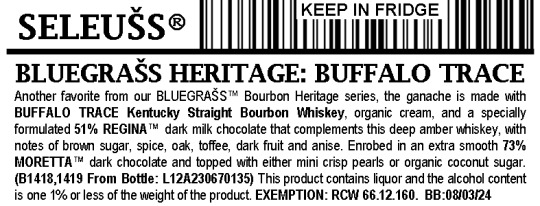 SELEUŠS®
KEEP IN FRIDGE
BLUEGRAŠS HERITAGE: BUFFALO TRACE
Another favorite from our BLUEGRAŠS™ Bourbon Heritage series, the ganache is made with
BUFFALO TRACE Kentucky Straight Bourbon Whiskey, organic cream, and a specially
formulated 51% REGINA™ dark milk chocolate that complements this deep amber whiskey, with
notes of brown sugar, spice, oak, toffee, dark fruit and anise. Enrobed in an extra smooth 73%
MORETTA™ dark chocolate and topped with either mini crisp pearls or organic coconut sugar.
(B1418,1419 From Bottle: L12A230670135) This product contains liquor and the alcohol content
is one 1% or less of the weight of the product. EXEMPTION: RCW 66.12.160. BB:08/03/24